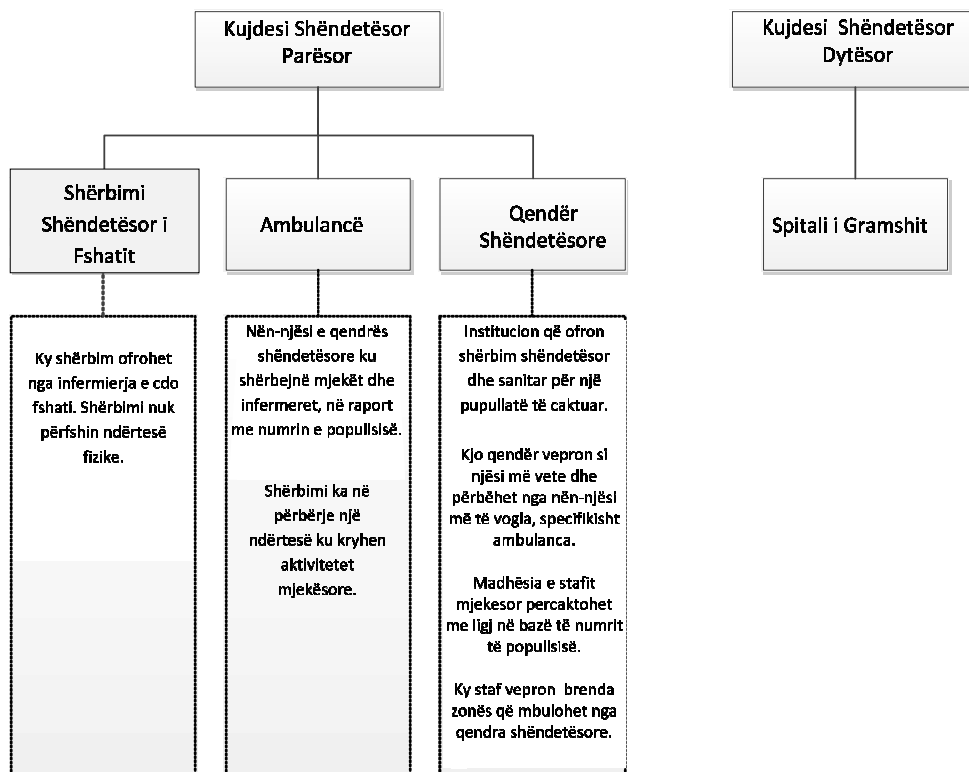 Kujdesi Shëndetësor
Parësor
Kujdesi Shëndetësor
Dytësor
Shërbimi
Shëndetësor i
Fshatit
Ambulancë
Qendër
Shëndetësore
Spitali i Gramshit
Ky shërbim ofrohet
nga infermierja e cdo
fshati. Shërbimi nuk
përfshin ndërtesë
fizike.
Nën-njësi e qendrës
shëndetësore ku
shërbejnë mjekët dhe
infermeret, në raport
me numrin e popullsisë.
Shërbimi ka në
përbërje një
ndërtesë ku kryhen
aktivitetet
mjekësore.
Institucion që ofron
shërbim shëndetësor
dhe sanitar për një
pupullatë të caktuar.
Kjo qendër vepron si
njësi më vete dhe
përbëhet nga nën-njësi
më të vogla, specifikisht
ambulanca.
Madhësia e stafit
mjekesor percaktohet
me ligj në bazë të numrit
të popullsisë.
Ky staf vepron brenda
zonës që mbulohet nga
qendra shëndetësore.